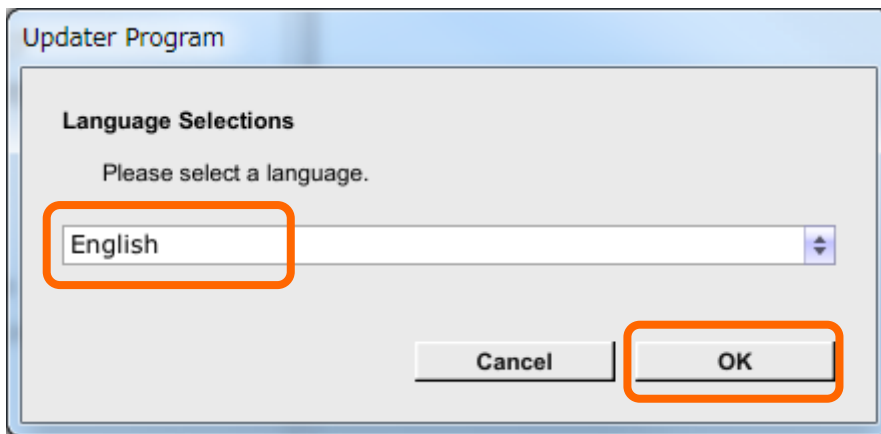 Updater Program
Language Selections
Please select a language.
English
Cancel OK